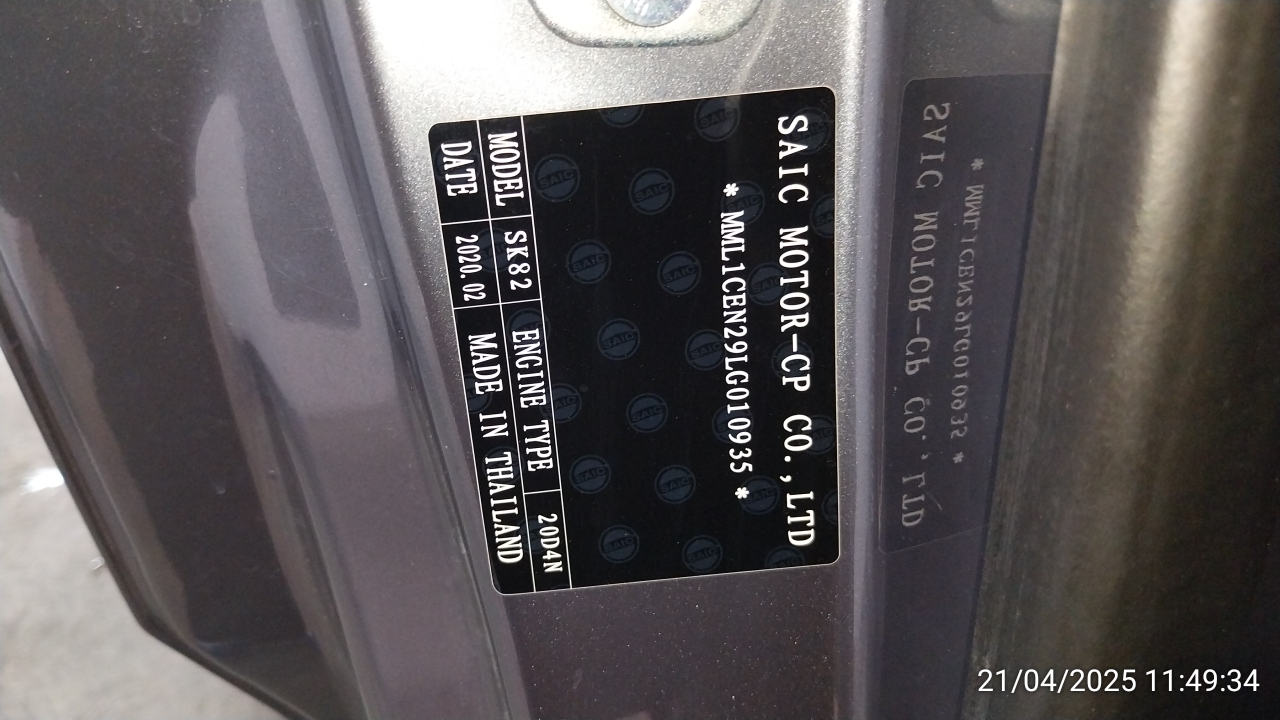 SAIC MOTOR-CP CO.,LTD
* MML1CEN29LG010935 *
MODEL SK82 ENGINE TYPE 20D4N
DATE 2020.02 MADE IN THAILAND
21/04/2025 11:49:34